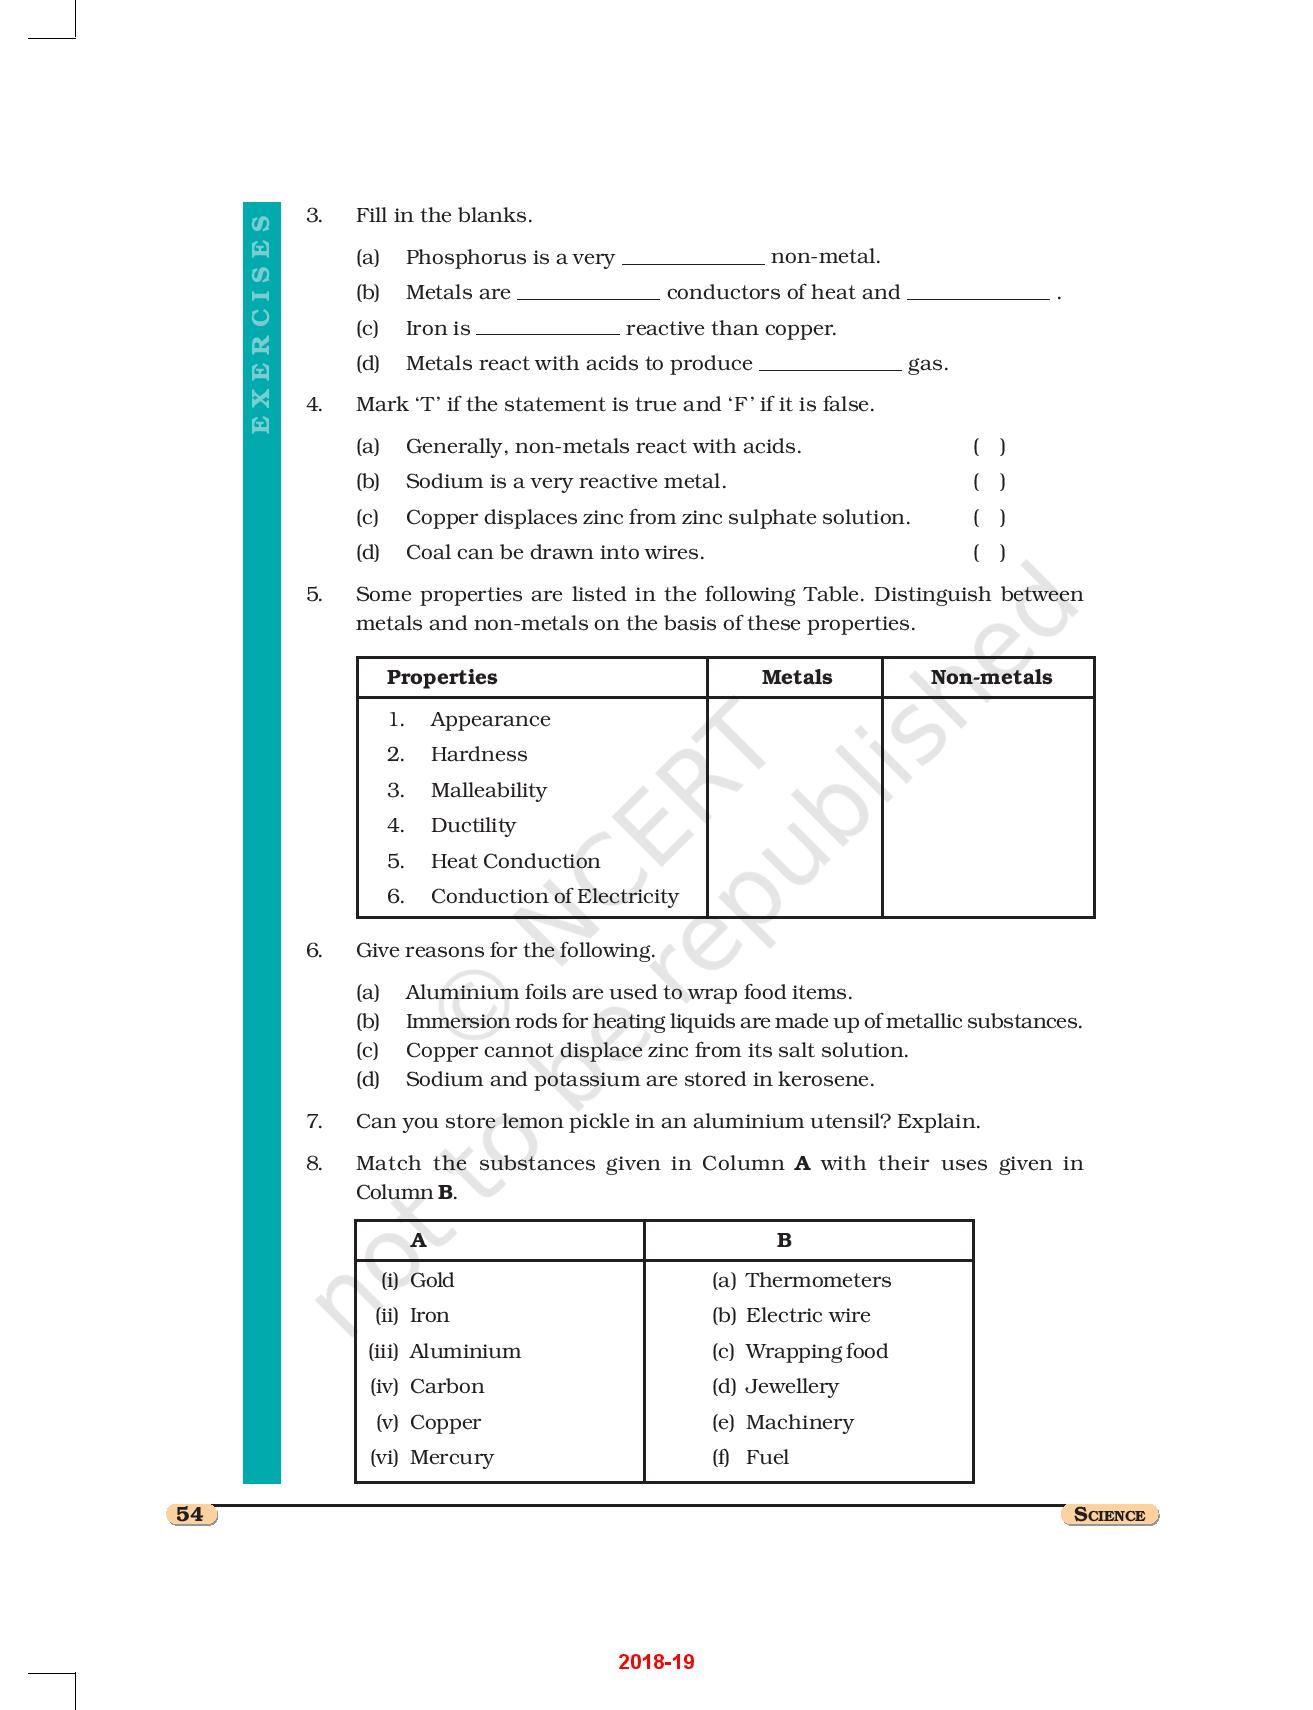 EXERCISES
3. Fill in the blanks.
(a) Phosphorus is a very _____________ non-metal.
(b) Metals are _____________ conductors of heat and _____________ .
(c) Iron is _____________ reactive than copper.
(d) Metals react with acids to produce _____________ gas.
4. Mark ‘T’ if the statement is true and ‘F’ if it is false.
(a) Generally, non-metals react with acids. ( )
(b) Sodium is a very reactive metal. ( )
(c) Copper displaces zinc from zinc sulphate solution. ( )
(d) Coal can be drawn into wires. ( )
5. Some properties are listed in the following Table. Distinguish between
metals and non-metals on the basis of these properties.
Properties Metals Non-metals
1. Appearance
2. Hardness
3. Malleability
4. Ductility
5. Heat Conduction
6. Conduction of Electricity
6. Give reasons for the following.
(a) Aluminium foils are used to wrap food items.
(b) Immersion rods for heating liquids are made up of metallic substances.
(c) Copper cannot displace zinc from its salt solution.
(d) Sodium and potassium are stored in kerosene.
7. Can you store lemon pickle in an aluminium utensil? Explain.
8. Match the substances given in Column A with their uses given in
Column B.
A B
(i) Gold (a) Thermometers
(ii) Iron (b) Electric wire
(iii) Aluminium (c) Wrapping food
(iv) Carbon (d) Jewellery
(v) Copper (e) Machinery
(vi) Mercury (f) Fuel
© NCERT
not to be republished
54 SCIENCE
2018-19